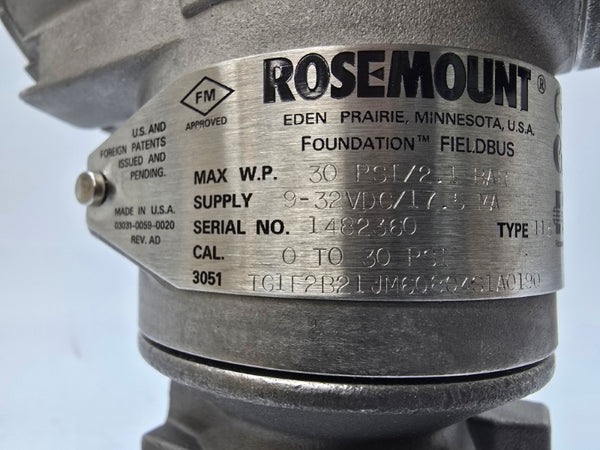 ROSEMOUNT®
EDEN PRAIRIE, MINNESOTA, U.S.A.
FOUNDATION™ FIELDBUS
FM
APPROVED
U.S. AND
FOREIGN PATENTS
ISSUED AND
PENDING.
MADE IN U.S.A.
03031-0059-0020
REV. AD
MAX W.P. 30 PSI/2.1 BAR
SUPPLY 9-32VDC/17.5 MA
SERIAL NO. 1482360 TYPE
CAL. 0 TO 30 PSI
3051